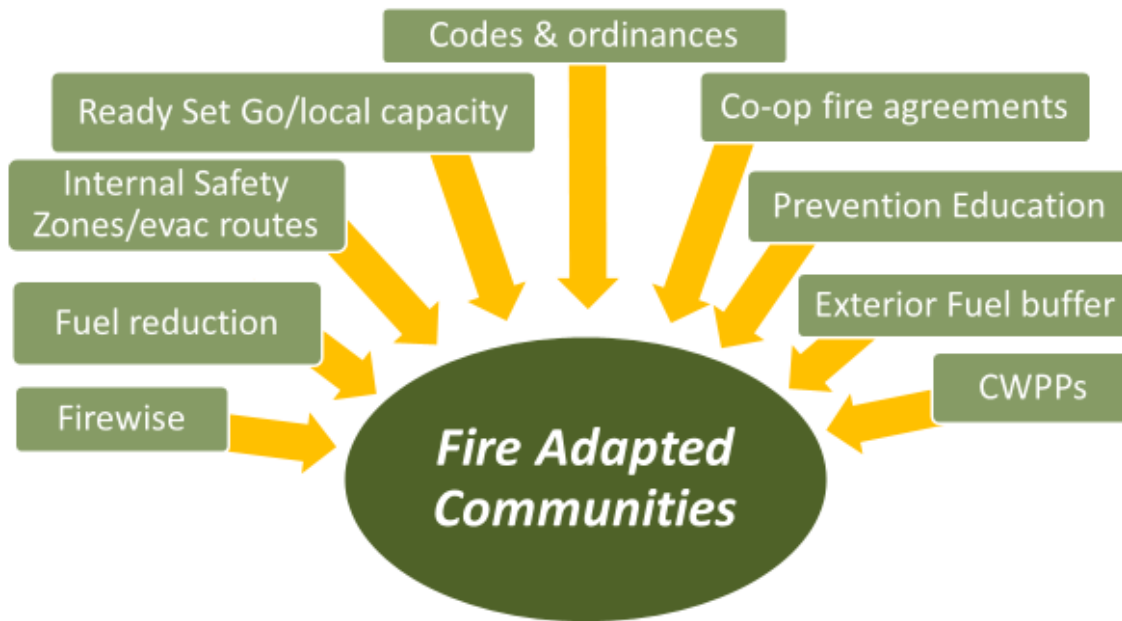 Codes & ordinances
Ready Set Go/local capacity
Co-op fire agreements
Internal Safety
Zones/evac routes
Prevention Education
Fuel reduction
Exterior Fuel buffer
Firewise
CWPPs
Fire Adapted
Communities